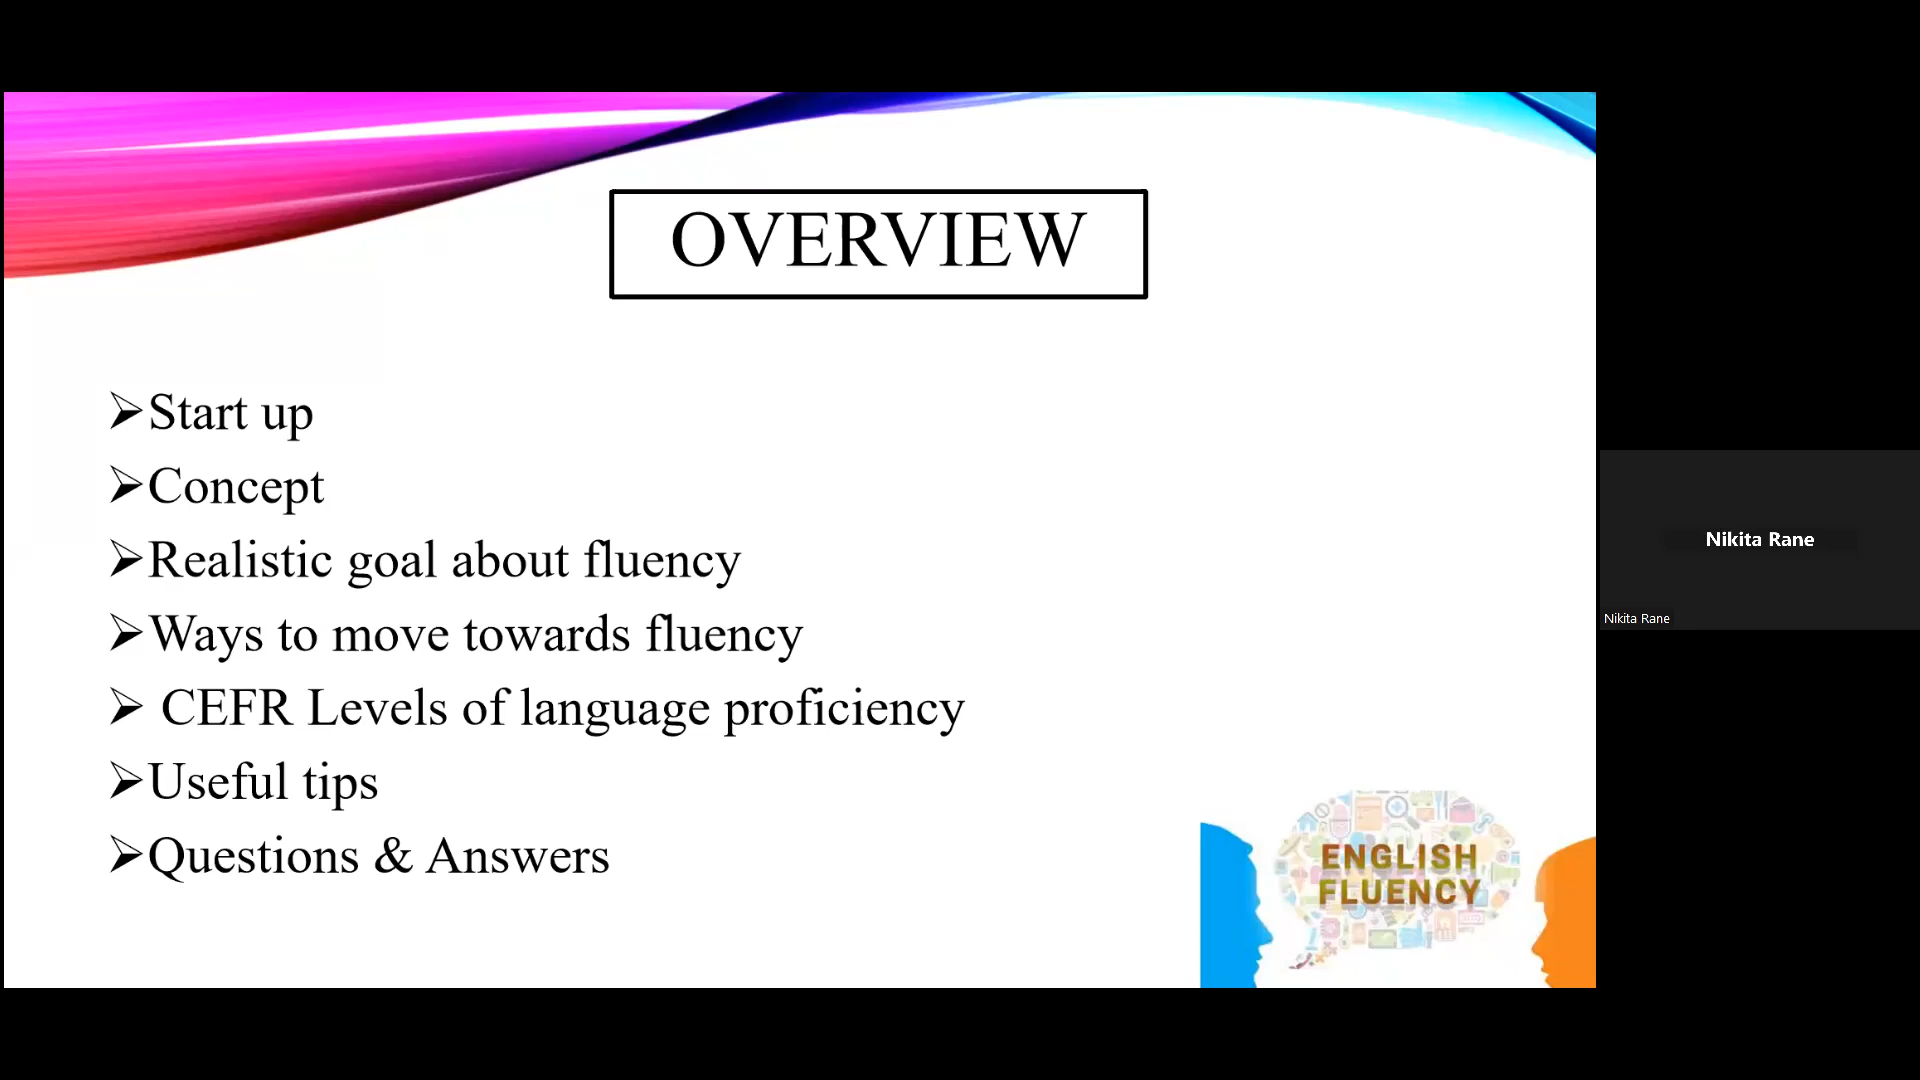 OVERVIEW
Start up
Concept
Realistic goal about fluency
Ways to move towards fluency
CEFR Levels of language proficiency
Useful tips
Questions & Answers
ENGLISH
FLUENCY
Nikita Rane
Nikita Rane